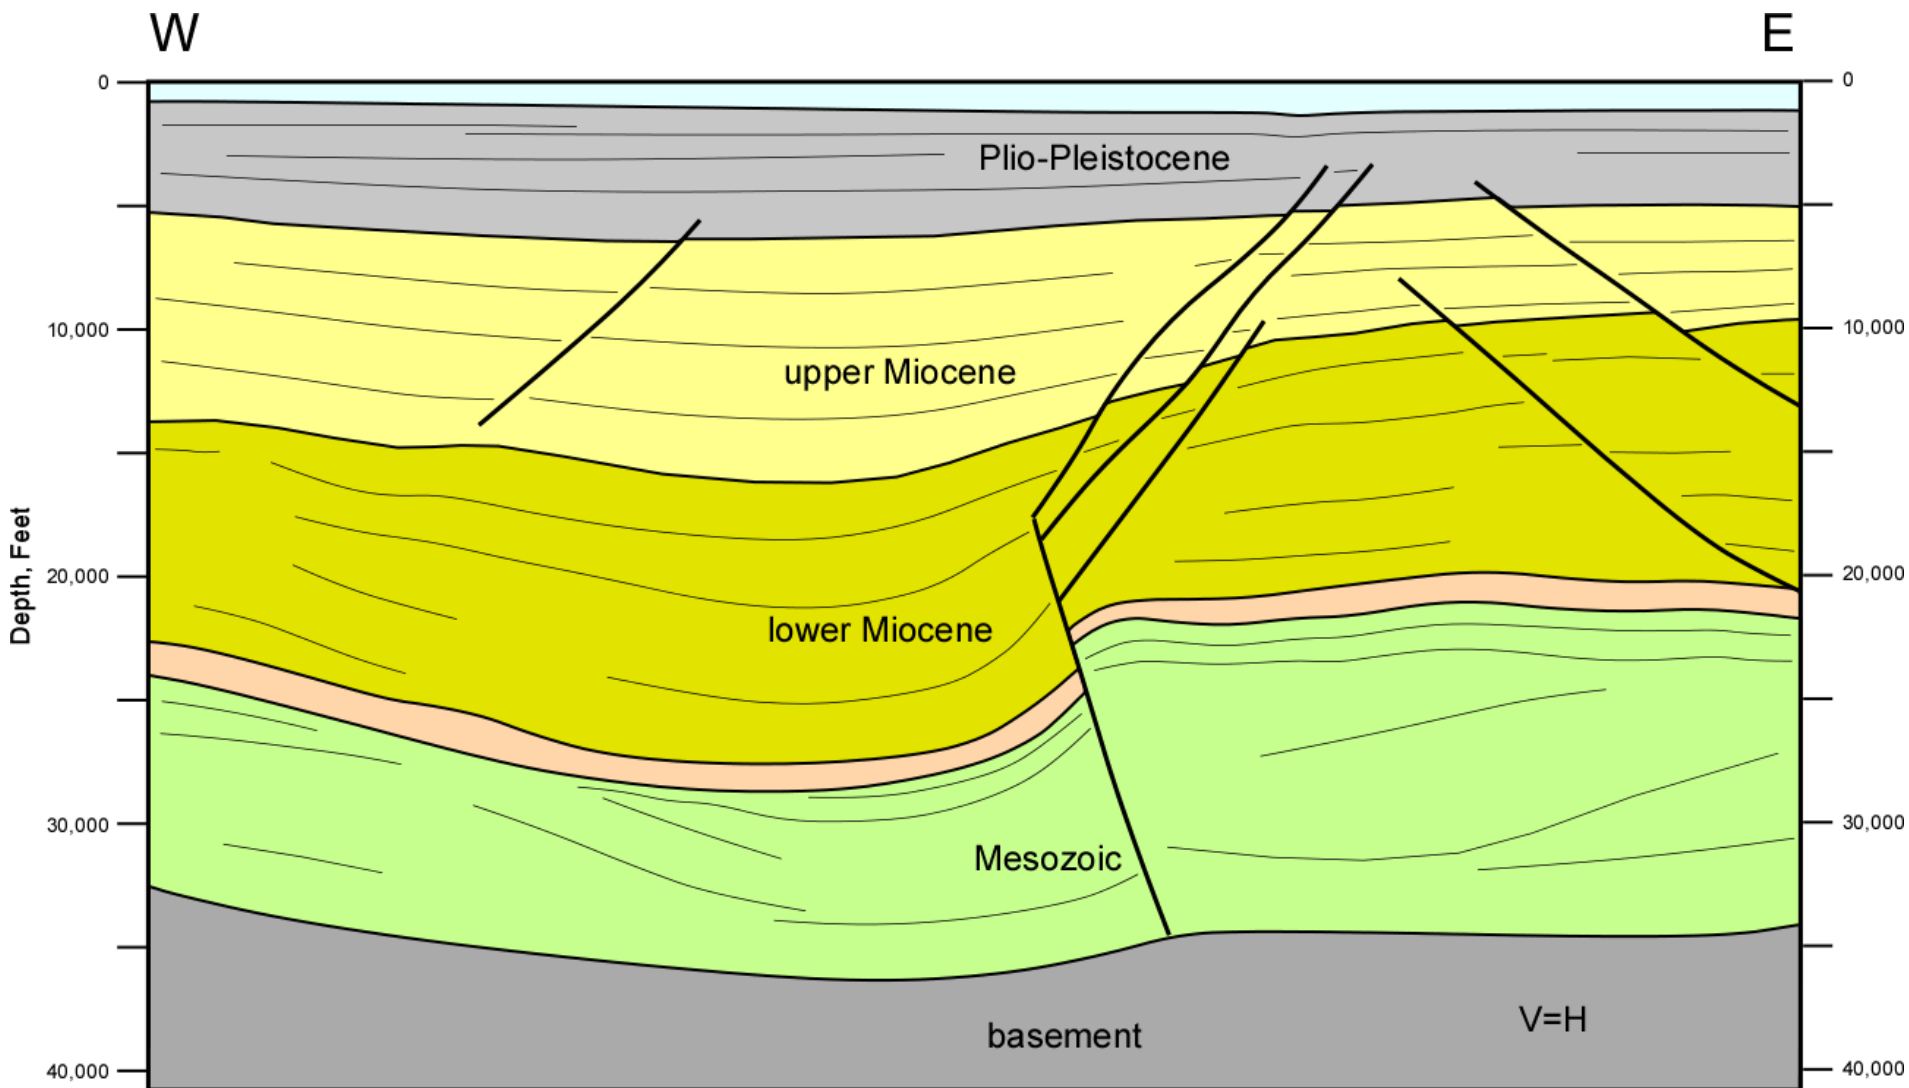 W
E
0
0
Plio-Pleistocene
10,000
10,000
upper Miocene
Depth, Feet
20,000
20,000
lower Miocene
30,000
30,000
Mesozoic
V=H
basement
40,000
40,000